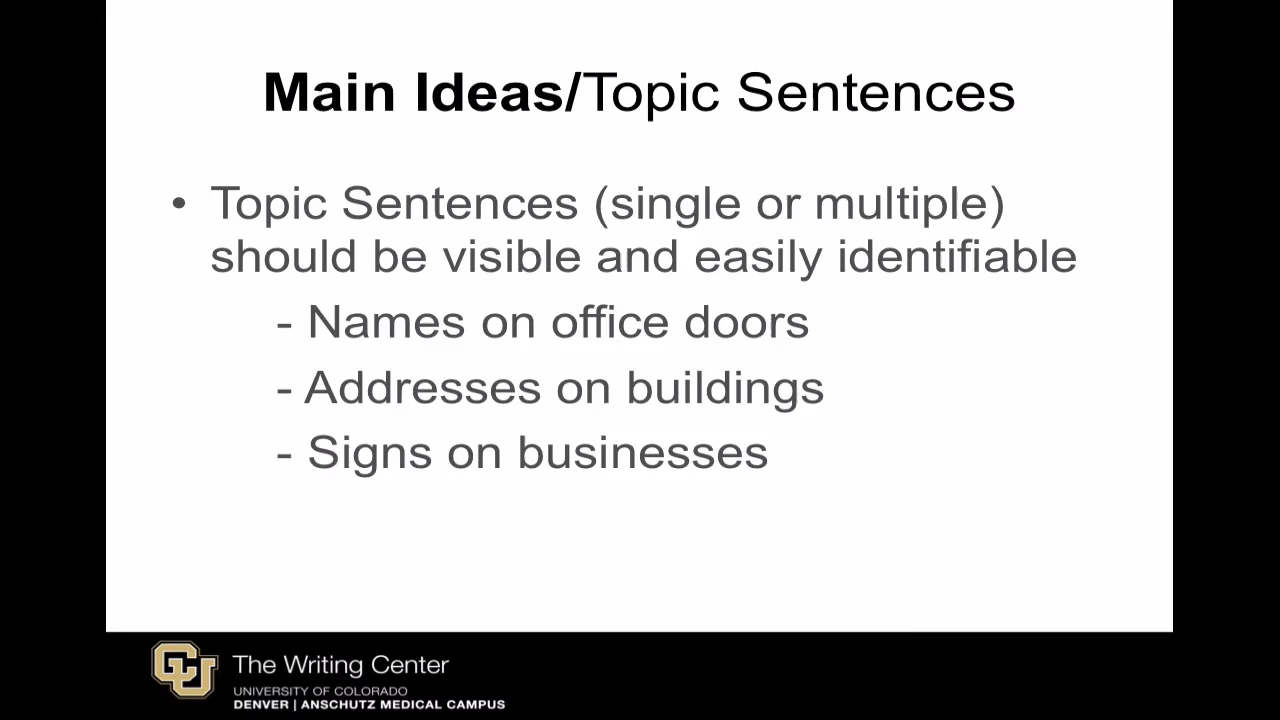 Main Ideas/Topic Sentences
• Topic Sentences (single or multiple)
should be visible and easily identifiable
- Names on office doors
- Addresses on buildings
- Signs on businesses
CU
The Writing Center
UNIVERSITY OF COLORADO
DENVER | ANSCHUTZ MEDICAL CAMPUS